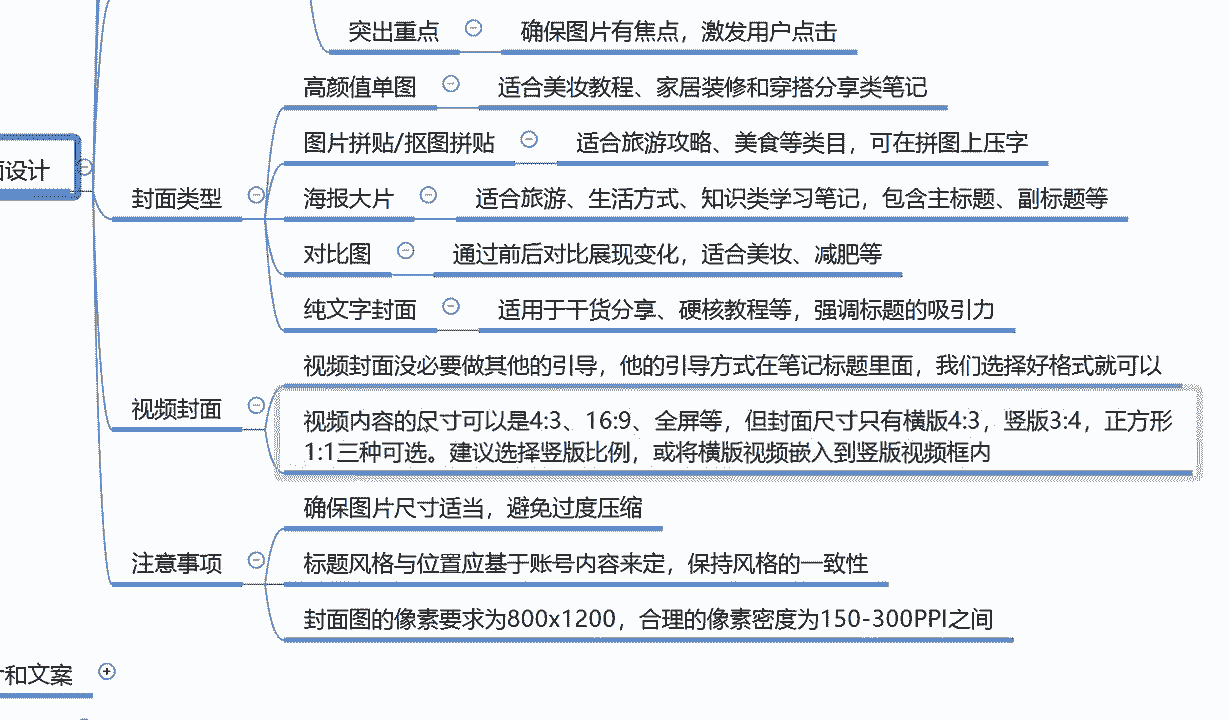 突出重点
确保图片有焦点，激发用户点击
高颜值单图
适合美妆教程、家居装修和穿搭分享类笔记
图片拼贴/抠图拼贴
适合旅游攻略、美食等类目，可在拼图上压字
面设计
封面类型
海报大片
适合旅游、生活方式、知识类学习笔记，包含主标题、副标题等
对比图
通过前后对比展现变化，适合美妆、减肥等
纯文字封面
适用于干货分享、硬核教程等，强调标题的吸引力
视频封面没必要做其他的引导，他的引导方式在笔记标题里面，我们选择好格式就可以
视频封面
视频内容的尺寸可以是4:3、16:9、全屏等，但封面尺寸只有横版4:3，竖版3:4，正方形
1:1三种可选。建议选择竖版比例，或将横版视频嵌入到竖版视频框内
确保图片尺寸适当，避免过度压缩
注意事项
标题风格与位置应基于账号内容来定，保持风格的一致性
封面图的像素要求为800x1200，合理的像素密度为150-300PPI之间
和文案